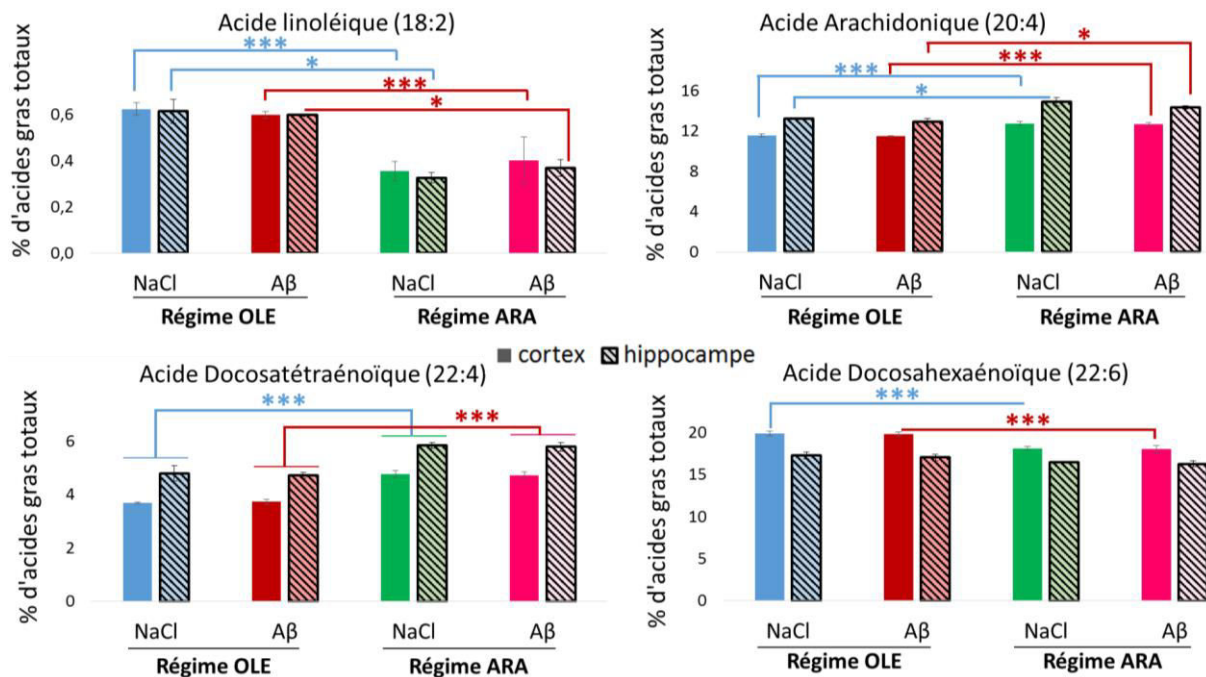 Acide linoléique (18:2)
***
*
***
*
% d'acides gras totaux
0,6
0,4
0,2
0,0
NaCl Aβ NaCl Aβ
Régime OLE Régime ARA
Acide Arachidonique (20:4)
*
***
***
*
% d'acides gras totaux
16
12
8
4
0
NaCl Aβ NaCl Aβ
Régime OLE Régime ARA
cortex hippocampe
Acide Docosatétraénoïque (22:4)
***
***
% d'acides gras totaux
6
4
2
0
NaCl Aβ NaCl Aβ
Régime OLE Régime ARA
Acide Docosahexaénoïque (22:6)
***
***
% d'acides gras totaux
20
15
10
5
0
NaCl Aβ NaCl Aβ
Régime OLE Régime ARA